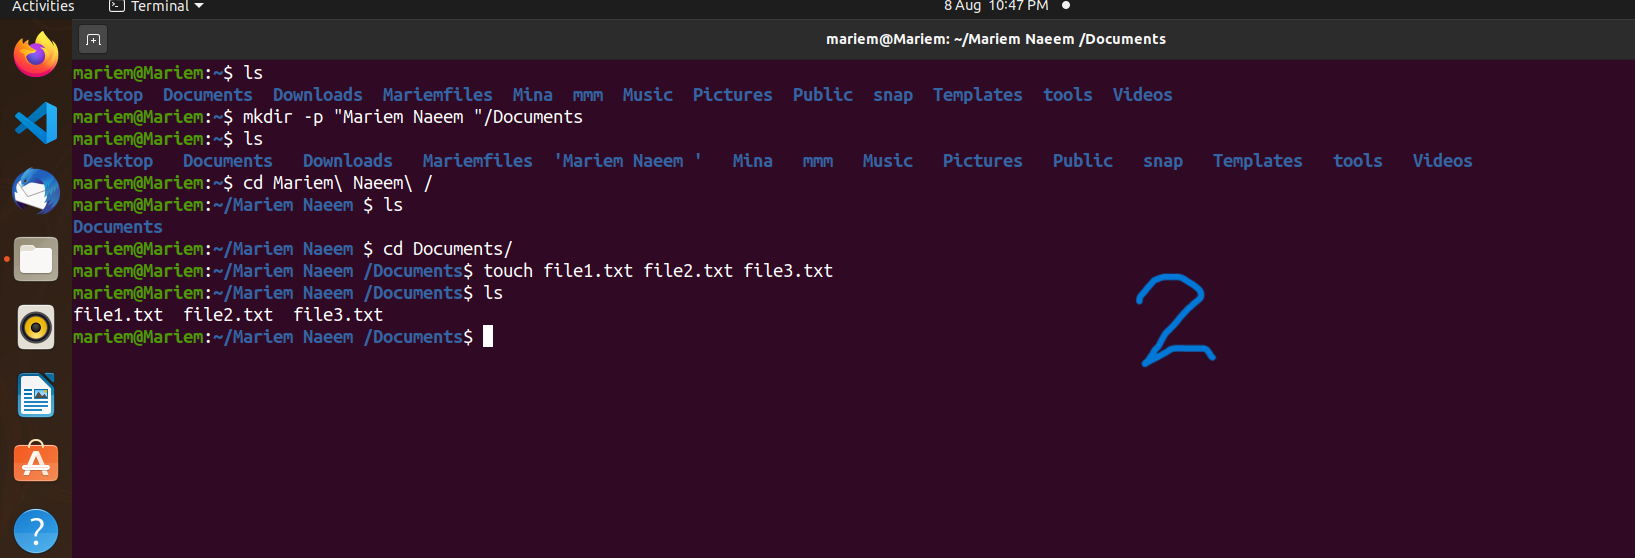 Activities Terminal 8 Aug 10:47 PM
mariem@Mariem: ~/Mariem Naeem /Documents
mariem@Mariem:~$ ls
Desktop Documents Downloads Mariemfiles Mina mmm Music Pictures Public snap Templates tools Videos
mariem@Mariem:~$ mkdir -p "Mariem Naeem "/Documents
mariem@Mariem:~$ ls
Desktop Documents Downloads Mariemfiles 'Mariem Naeem ' Mina mmm Music Pictures Public snap Templates tools Videos
mariem@Mariem:~$ cd Mariem\ Naeem\ /
mariem@Mariem:~/Mariem Naeem $ ls
Documents
mariem@Mariem:~/Mariem Naeem $ cd Documents/
mariem@Mariem:~/Mariem Naeem /Documents$ touch file1.txt file2.txt file3.txt
mariem@Mariem:~/Mariem Naeem /Documents$ ls
file1.txt file2.txt file3.txt
mariem@Mariem:~/Mariem Naeem /Documents$
2